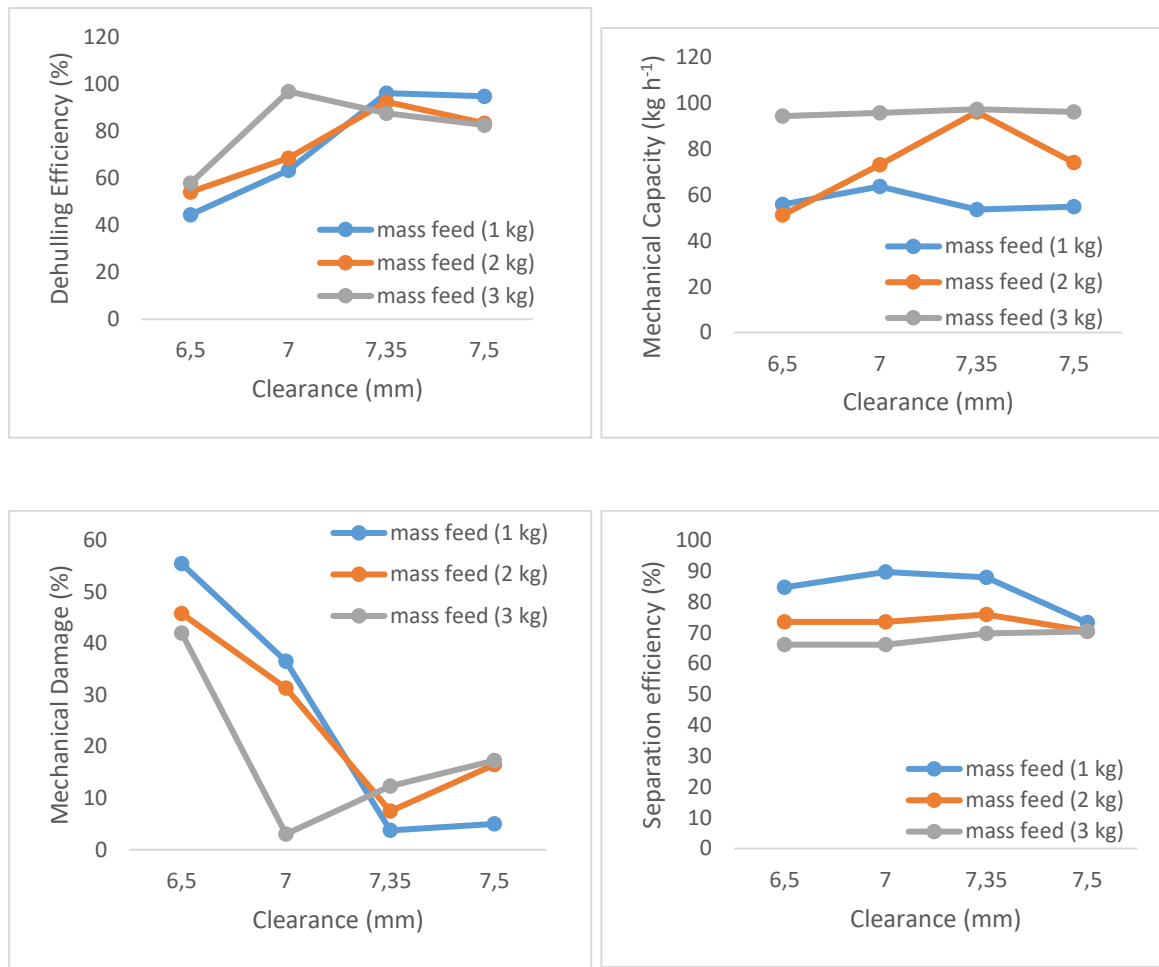 Dehulling Efficiency (%)
120
100
80
60
40
20
0
mass feed (1 kg)
mass feed (2 kg)
mass feed (3 kg)
6,5 7 7,35 7,5
Clearance (mm)
Mechanical Capacity (kg h-1)
120
100
80
60
40
20
0
mass feed (1 kg)
mass feed (2 kg)
mass feed (3 kg)
6,5 7 7,35 7,5
Clearance (mm)
Mechanical Damage (%)
60
50
40
30
20
10
0
mass feed (1 kg)
mass feed (2 kg)
mass feed (3 kg)
6,5 7 7,35 7,5
Clearance (mm)
Separation efficiency (%)
100
90
80
70
60
50
40
30
20
10
0
mass feed (1 kg)
mass feed (2 kg)
mass feed (3 kg)
6,5 7 7,35 7,5
Clearance (mm)